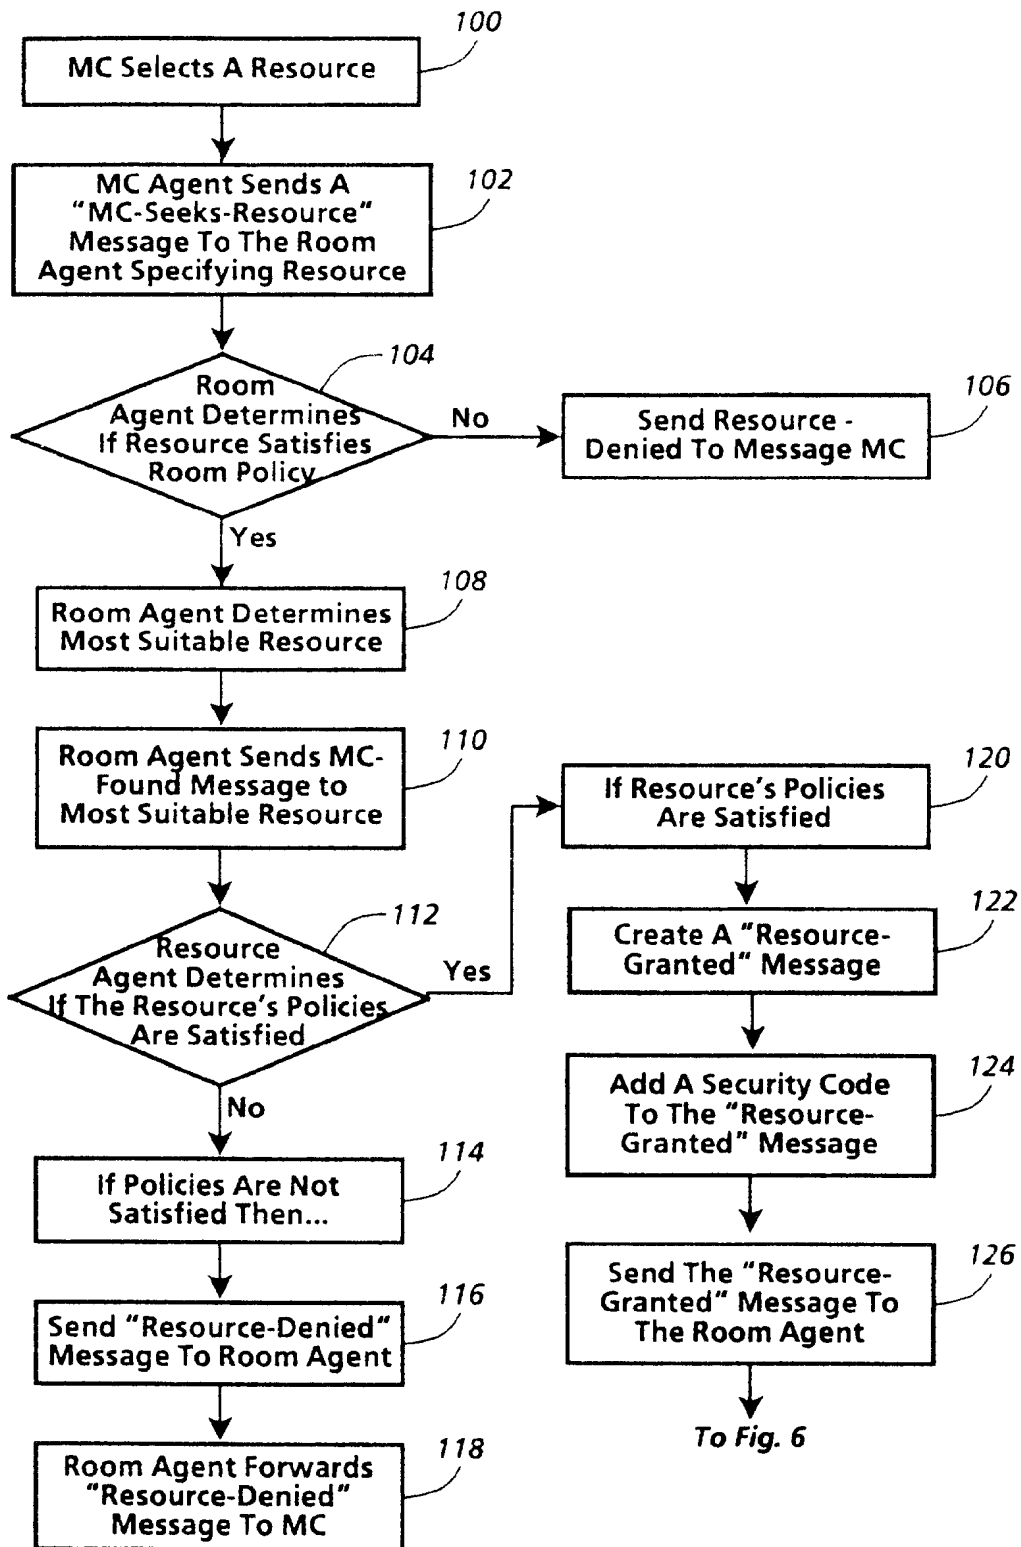 100
MC Selects A Resource
102
MC Agent Sends A
"MC-Seeks-Resource"
Message To The Room
Agent Specifying Resource
104
Room
Agent Determines
If Resource Satisfies
Room Policy
No
106
Send Resource -
Denied To Message MC
Yes
108
Room Agent Determines
Most Suitable Resource
110
Room Agent Sends MC-
Found Message to
Most Suitable Resource
112
Resource
Agent Determines
If The Resource's Policies
Are Satisfied
Yes
No
114
If Policies Are Not
Satisfied Then...
116
Send "Resource-Denied"
Message To Room Agent
118
Room Agent Forwards
"Resource-Denied"
Message To MC
120
If Resource's Policies
Are Satisfied
122
Create A "Resource-
Granted" Message
124
Add A Security Code
To The "Resource-
Granted" Message
126
Send The "Resource-
Granted" Message To
The Room Agent
To Fig. 6